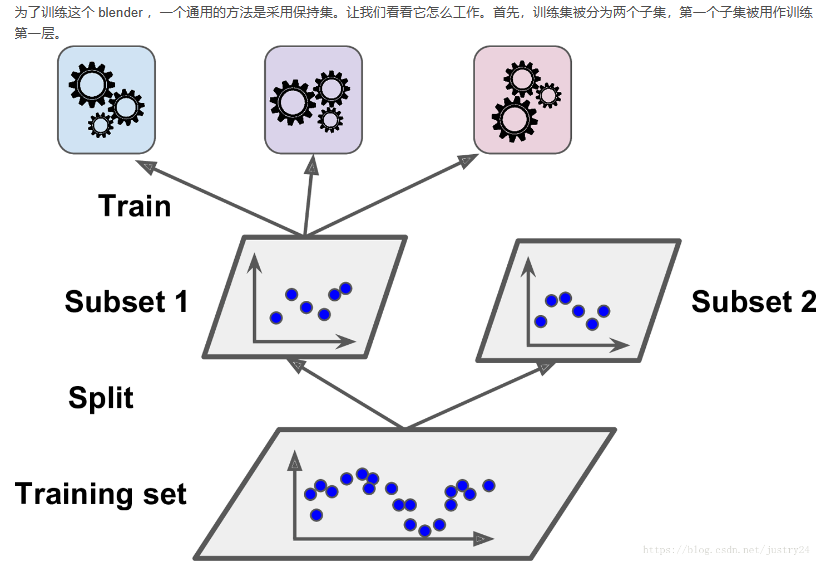 为了训练这个 blender ，一个通用的方法是采用保持集。让我们看看它怎么工作。首先，训练集被分为两个子集，第一个子集被用作训练
第一层。
Train
Subset 1
Subset 2
Split
Training set
https://blog.csdn.net/justry24